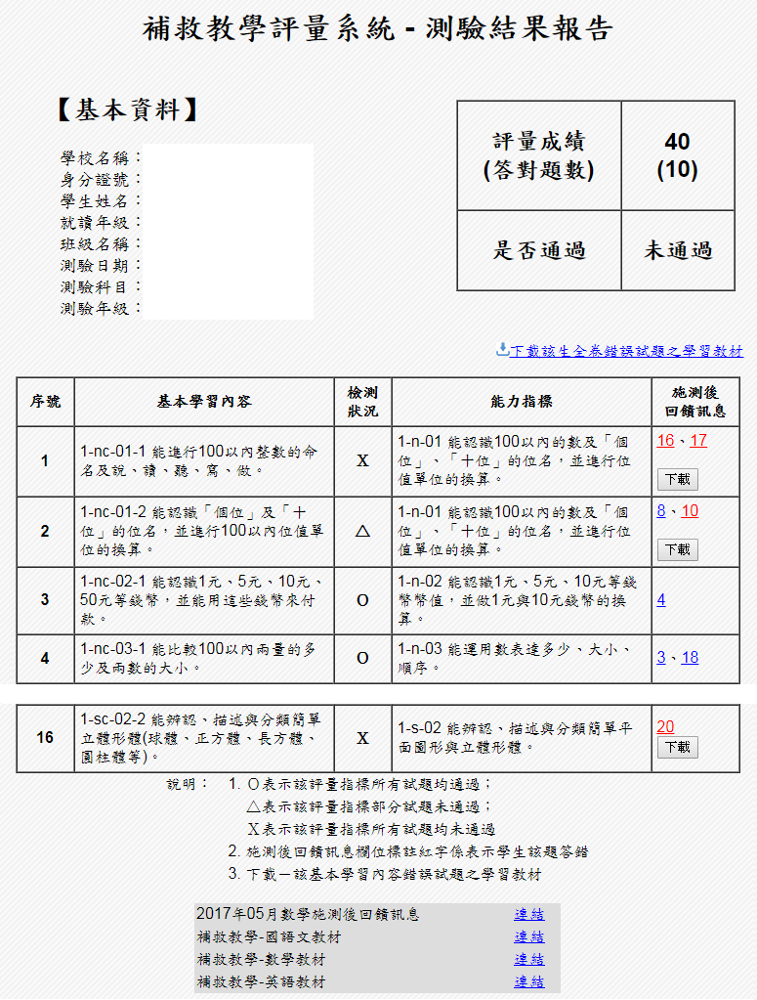 補救教學評量系統 - 測驗結果報告
【基本資料】
學校名稱：
身分證號：
學生姓名：
就讀年級：
班級名稱：
測驗日期：
測驗科目：
測驗年級：
評量成績
(答對題數)
40
(10)
是否通過
未通過
下載該生全卷錯誤試題之學習教材
序號
基本學習內容
檢測
狀況
能力指標
施測後
回饋訊息
1
1-nc-01-1 能進行100以內整數的命
名及說、讀、聽、寫、做。
X
1-n-01 能認識100以內的數及「個
位」、「十位」的位名，並進行位
值單位的換算。
16、17
下載
2
1-nc-01-2 能認識「個位」及「十
位」的位名，並進行100以內位值單
位的換算。
△
1-n-01 能認識100以內的數及「個
位」、「十位」的位名，並進行位
值單位的換算。
8、10
下載
3
1-nc-02-1 能認識1元、5元、10元、
50元等錢幣，並能用這些錢幣來付
款。
O
1-n-02 能認識1元、5元、10元等錢
幣幣值，並做1元與10元錢幣的換
算。
4
4
1-nc-03-1 能比較100以內兩量的多
少及兩數的大小。
O
1-n-03 能運用數表達多少、大小、
順序。
3、18
16
1-sc-02-2 能辨認、描述與分類簡單
立體形體(球體、正方體、長方體、
圓柱體等)。
X
1-s-02 能辨認、描述與分類簡單平
面圖形與立體形體。
20
下載
說明： 1. O表示該評量指標所有試題均通過；
△表示該評量指標部分試題未通過；
X表示該評量指標所有試題均未通過
2. 施測後回饋訊息欄位標註紅字係表示學生該題答錯
3. 下載－該基本學習內容錯誤試題之學習教材
2017年05月數學施測後回饋訊息 連結
補救教學-國語文教材 連結
補救教學-數學教材 連結
補救教學-英語教材 連結